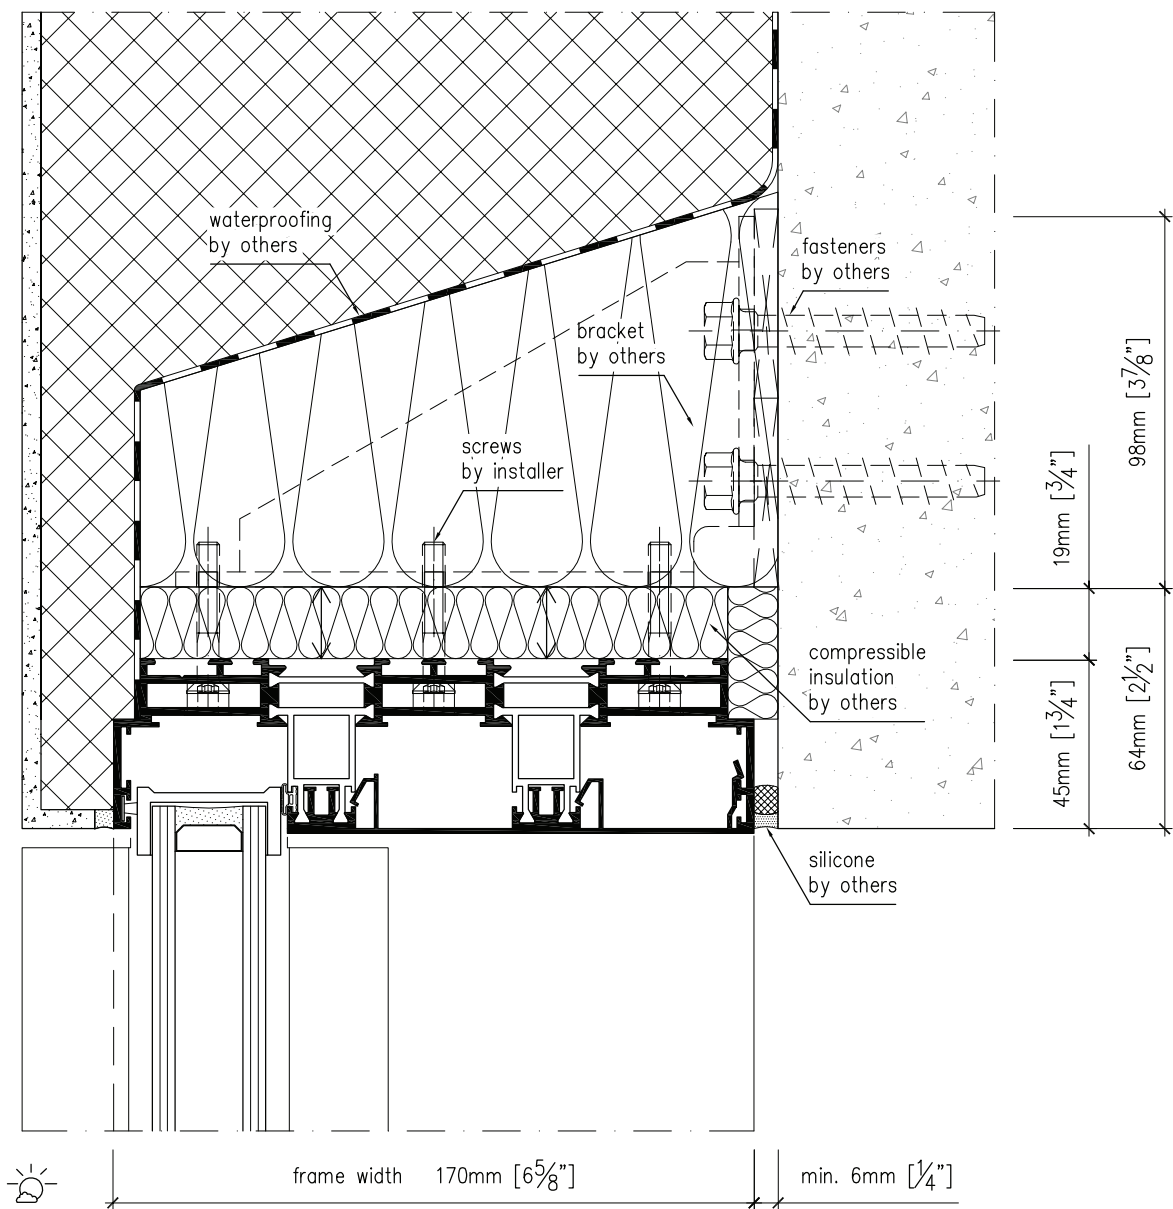 waterproofing
by others
fasteners
by others
bracket
by others
screws
by installer
98mm [3⅞"]
19mm [¾"]
compressible
insulation
by others
45mm [1¾"]
64mm [2½"]
silicone
by others
frame width 170mm [6⅝"]
min. 6mm [¼"]